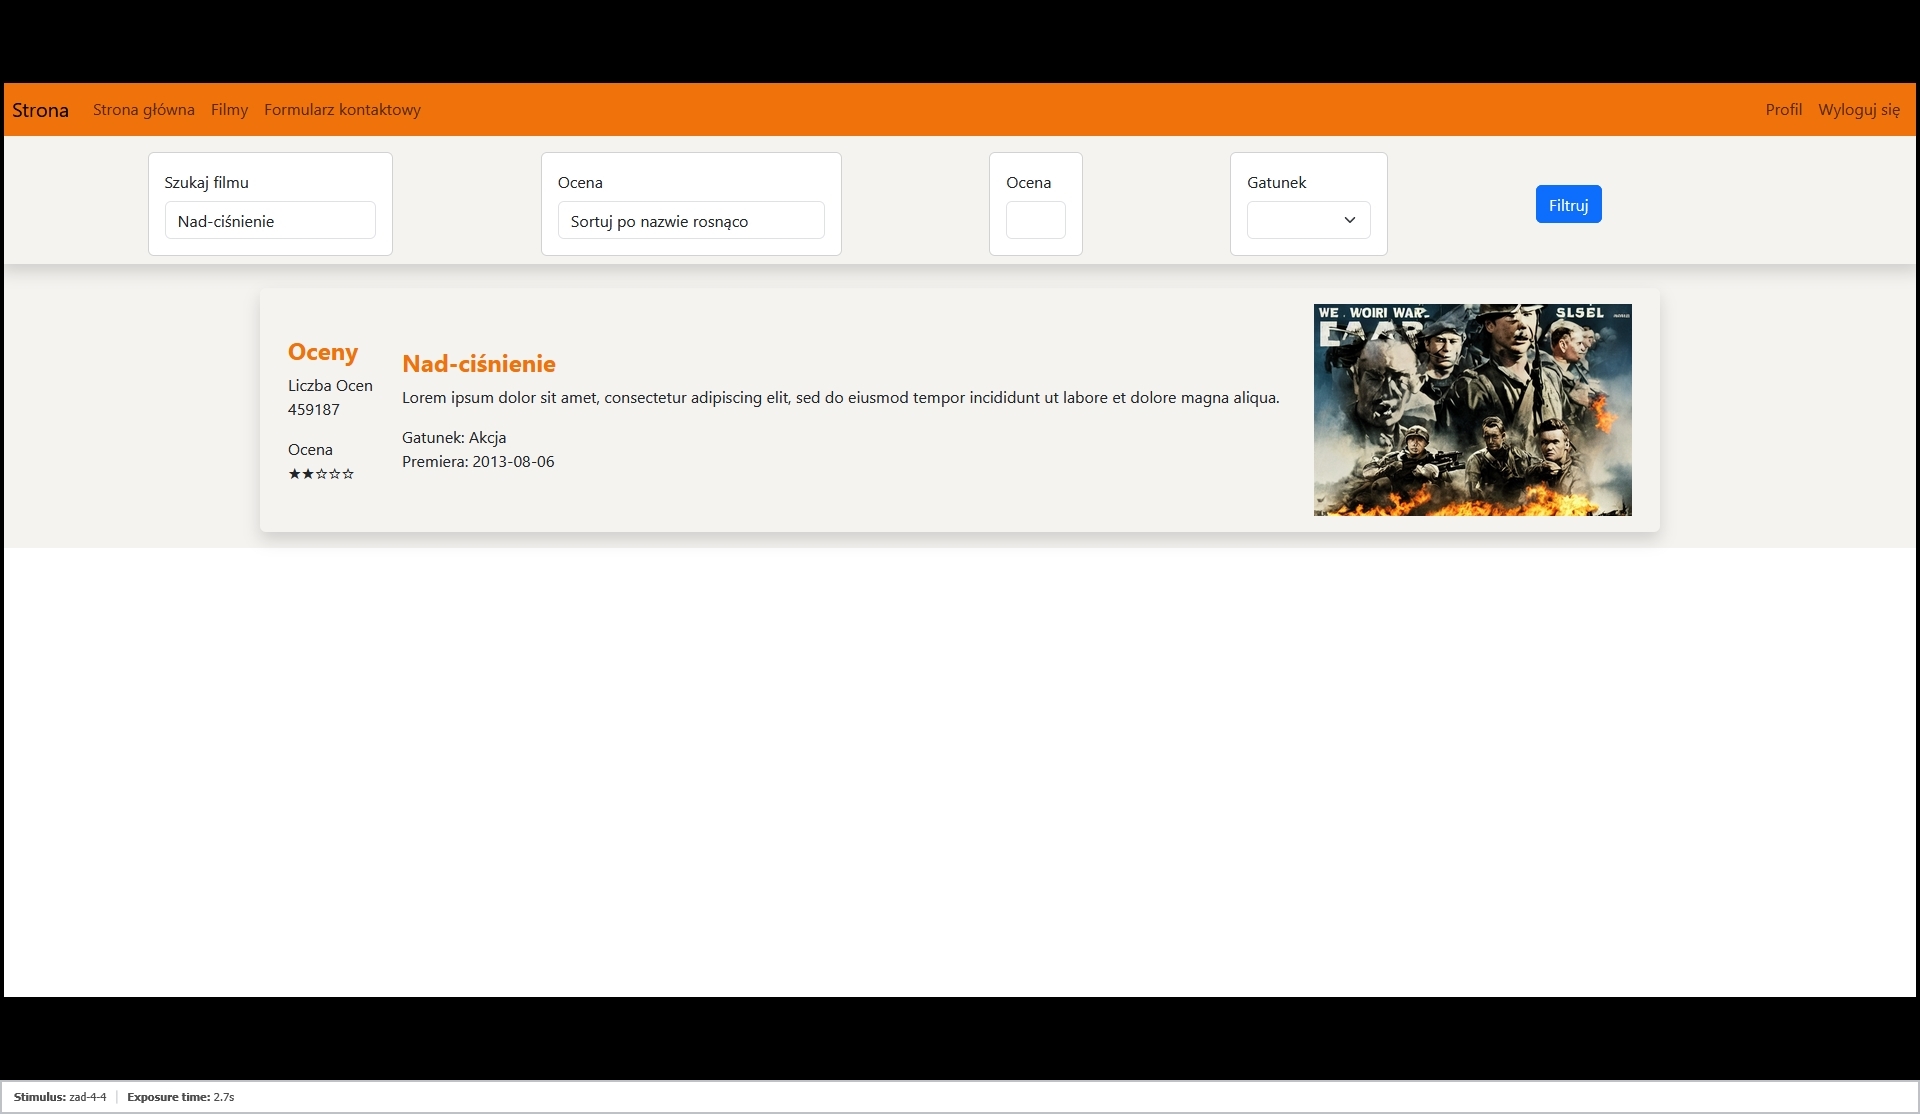 Strona Strona główna Filmy Formularz kontaktowy Profil Wyloguj się
Szukaj filmu
Nad-ciśnienie
Ocena
Sortuj po nazwie rosnąco
Ocena
Gatunek
Filtruj
Oceny
Liczba Ocen
459187
Ocena
★★☆☆☆
Nad-ciśnienie
Lorem ipsum dolor sit amet, consectetur adipiscing elit, sed do eiusmod tempor incididunt ut labore et dolore magna aliqua.
Gatunek: Akcja
Premiera: 2013-08-06
WE . WOIRI WAR
SLSEL
Stimulus: zad-4-4 | Exposure time: 2.7s